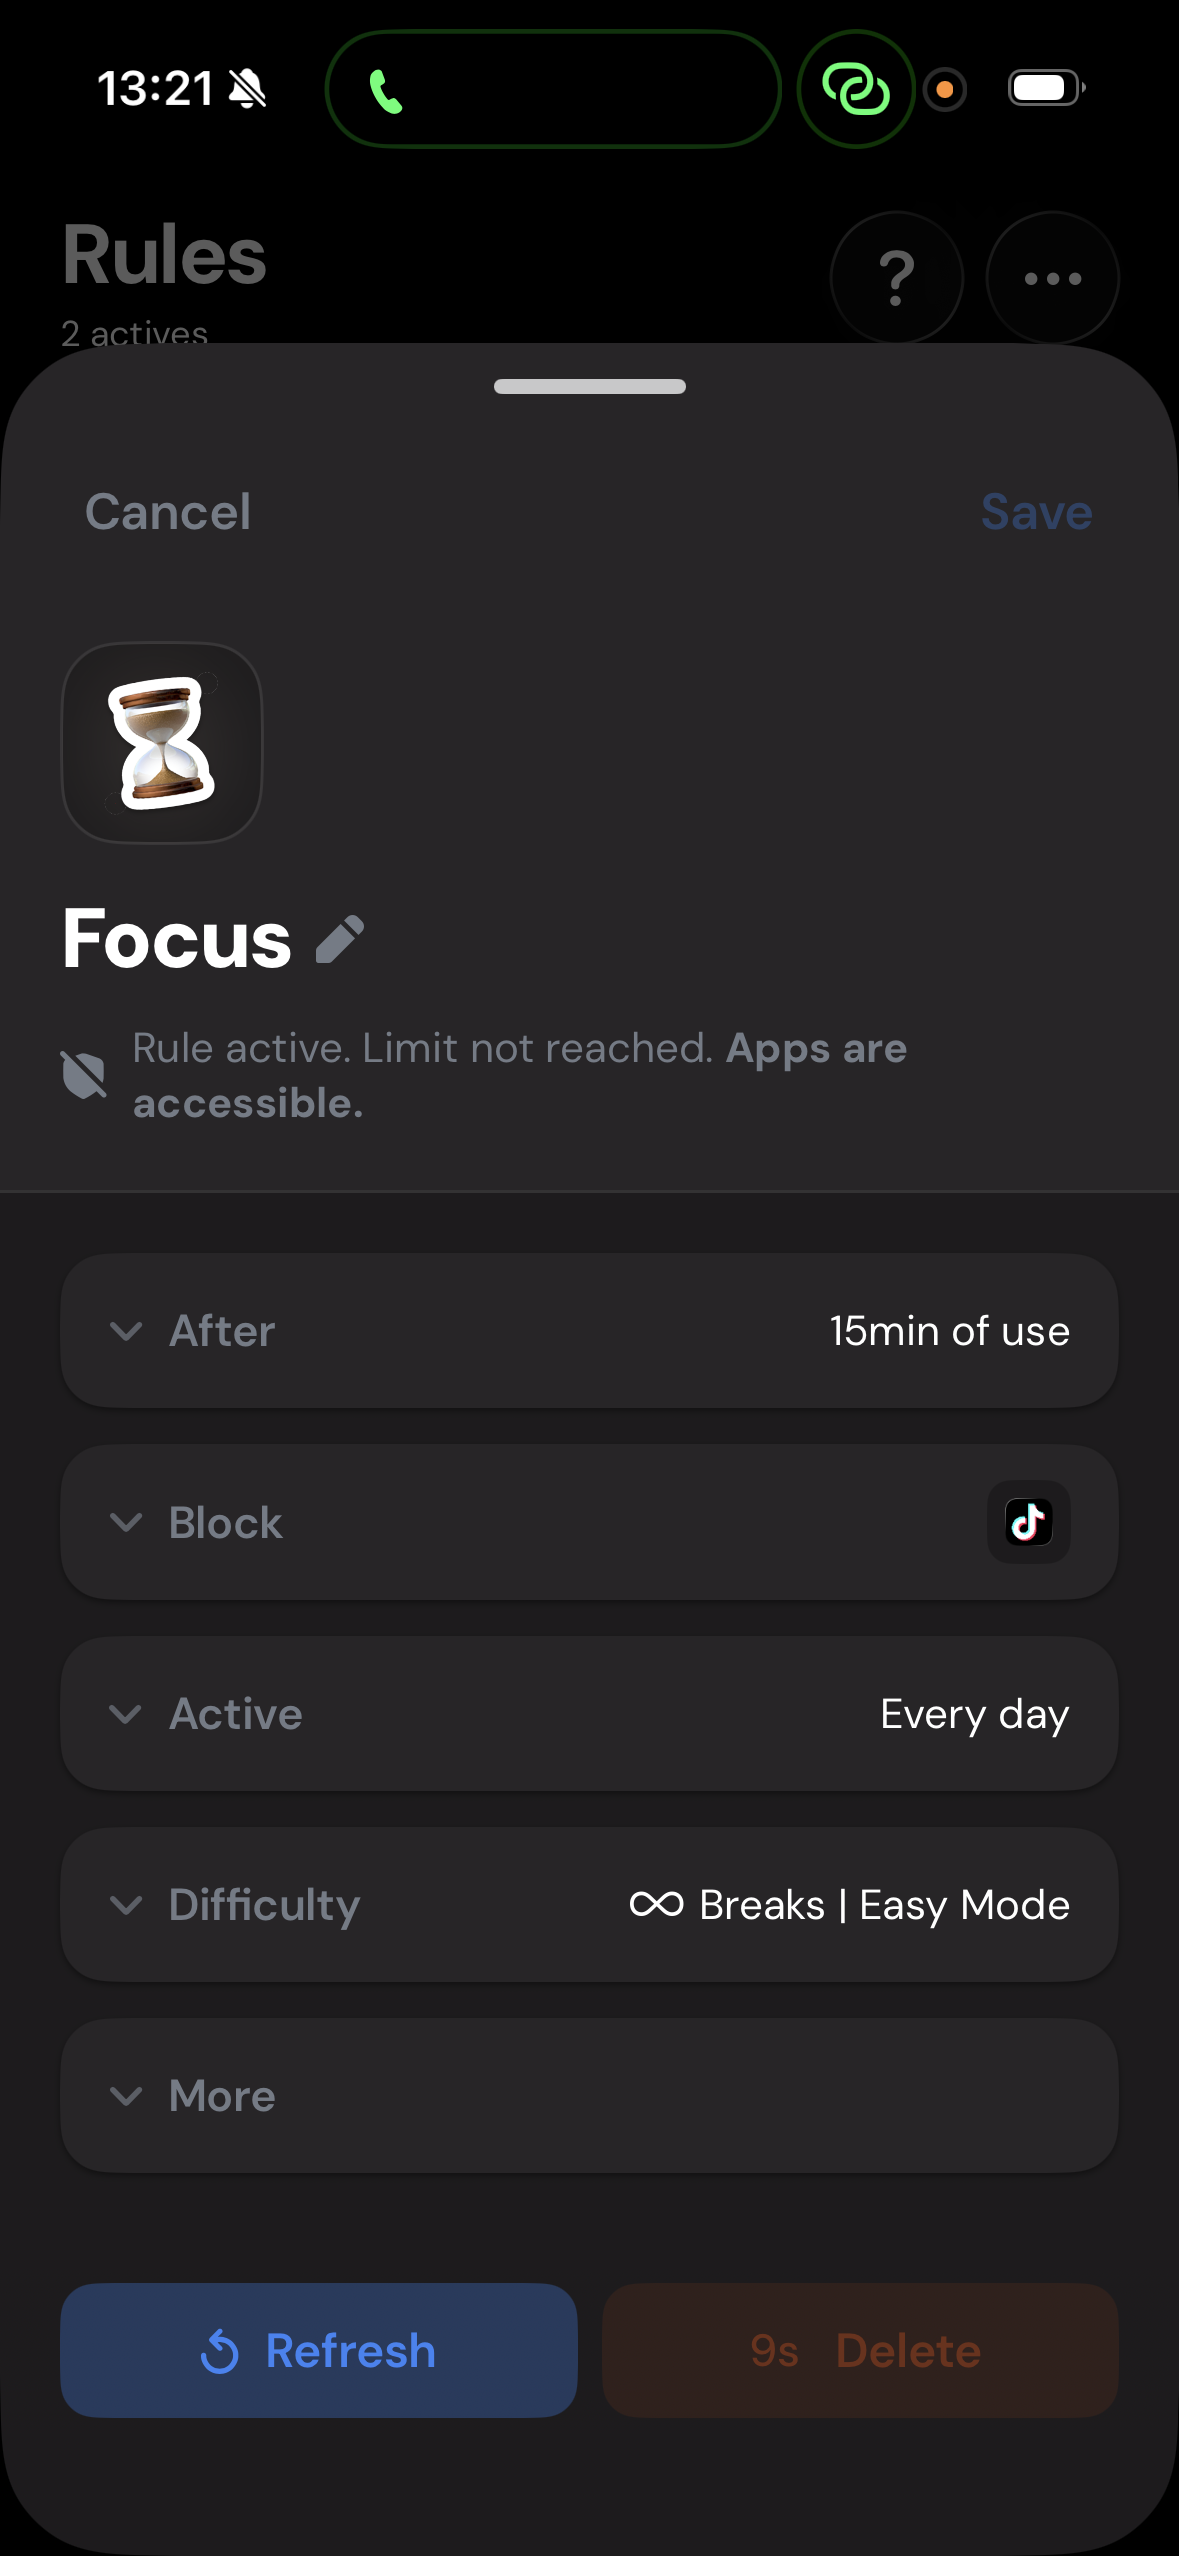 13:21
Rules
?
2 actives
Cancel
Save
Focus
Rule active. Limit not reached. Apps are
accessible.
After
15min of use
Block
Active
Every day
Difficulty
∞ Breaks | Easy Mode
More
Refresh
9s Delete